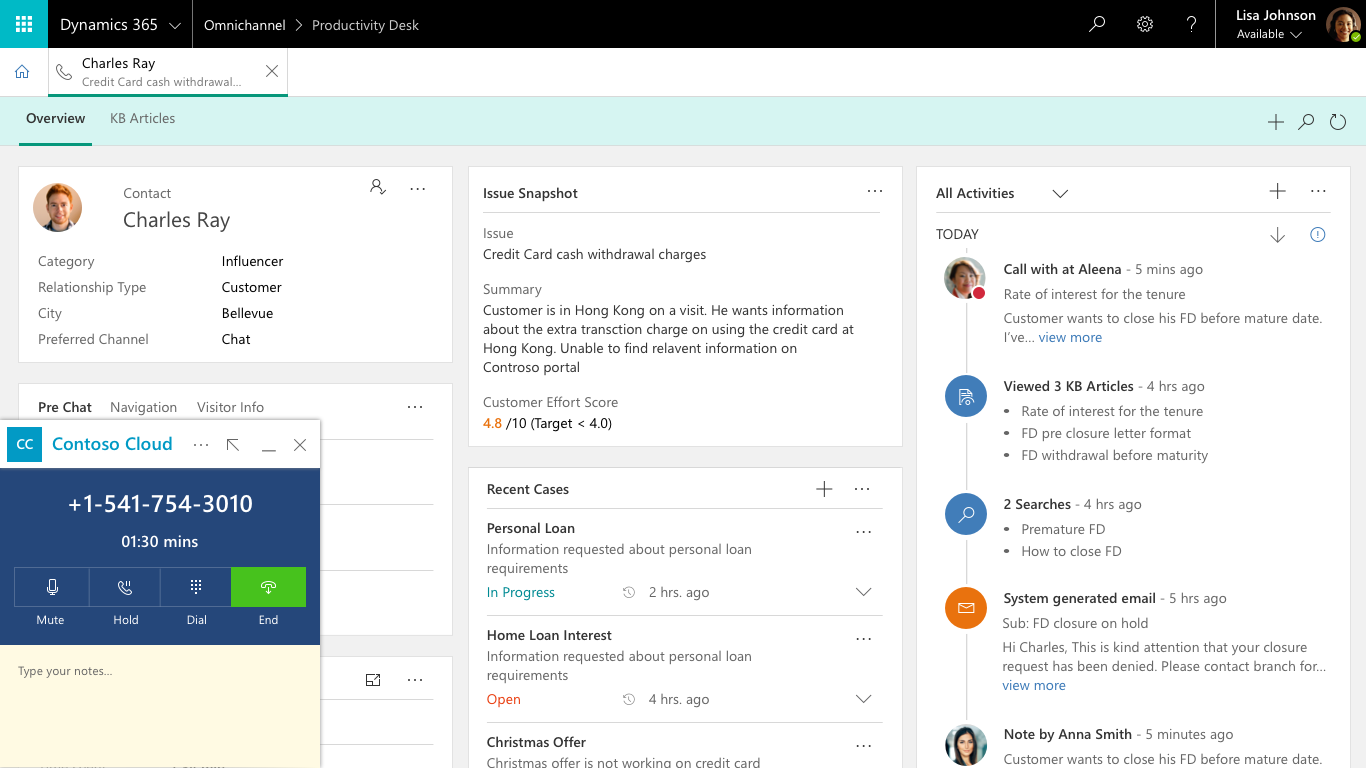 Dynamics 365
Omnichannel > Productivity Desk
?
Lisa Johnson
Available
Charles Ray
Credit Card cash withdrawal...
Overview
KB Articles
Contact
Charles Ray
Category Influencer
Relationship Type Customer
City Bellevue
Preferred Channel Chat
Pre Chat Navigation Visitor Info
CC Contoso Cloud
+1-541-754-3010
01:30 mins
Mute Hold Dial End
Type your notes...
Issue Snapshot
Issue
Credit Card cash withdrawal charges
Summary
Customer is in Hong Kong on a visit. He wants information
about the extra transction charge on using the credit card at
Hong Kong. Unable to find relavent information on
Controso portal
Customer Effort Score
4.8 /10 (Target < 4.0)
Recent Cases
Personal Loan
Information requested about personal loan
requirements
In Progress 2 hrs. ago
Home Loan Interest
Information requested about personal loan
requirements
Open 4 hrs. ago
Christmas Offer
Christmas offer is not working on credit card
All Activities
TODAY
Call with at Aleena - 5 mins ago
Rate of interest for the tenure
Customer wants to close his FD before mature date.
I've... view more
Viewed 3 KB Articles - 4 hrs ago
• Rate of interest for the tenure
• FD pre closure letter format
• FD withdrawal before maturity
2 Searches - 4 hrs ago
• Premature FD
• How to close FD
System generated email - 5 hrs ago
Sub: FD closure on hold
Hi Charles, This is kind attention that your closure
request has been denied. Please contact branch for...
view more
Note by Anna Smith - 5 minutes ago
Customer wants to close his FD before mature date.